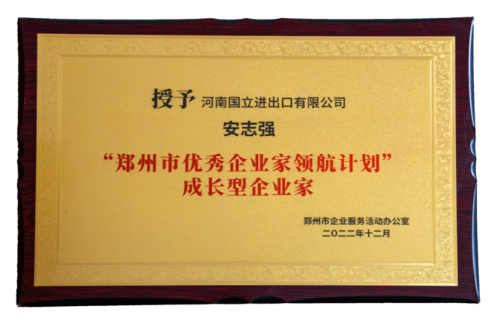 授予 河南国立进出口有限公司
安志强
“郑州市优秀企业家领航计划”
成长型企业家
郑州市企业服务活动办公室
二〇二二年十二月